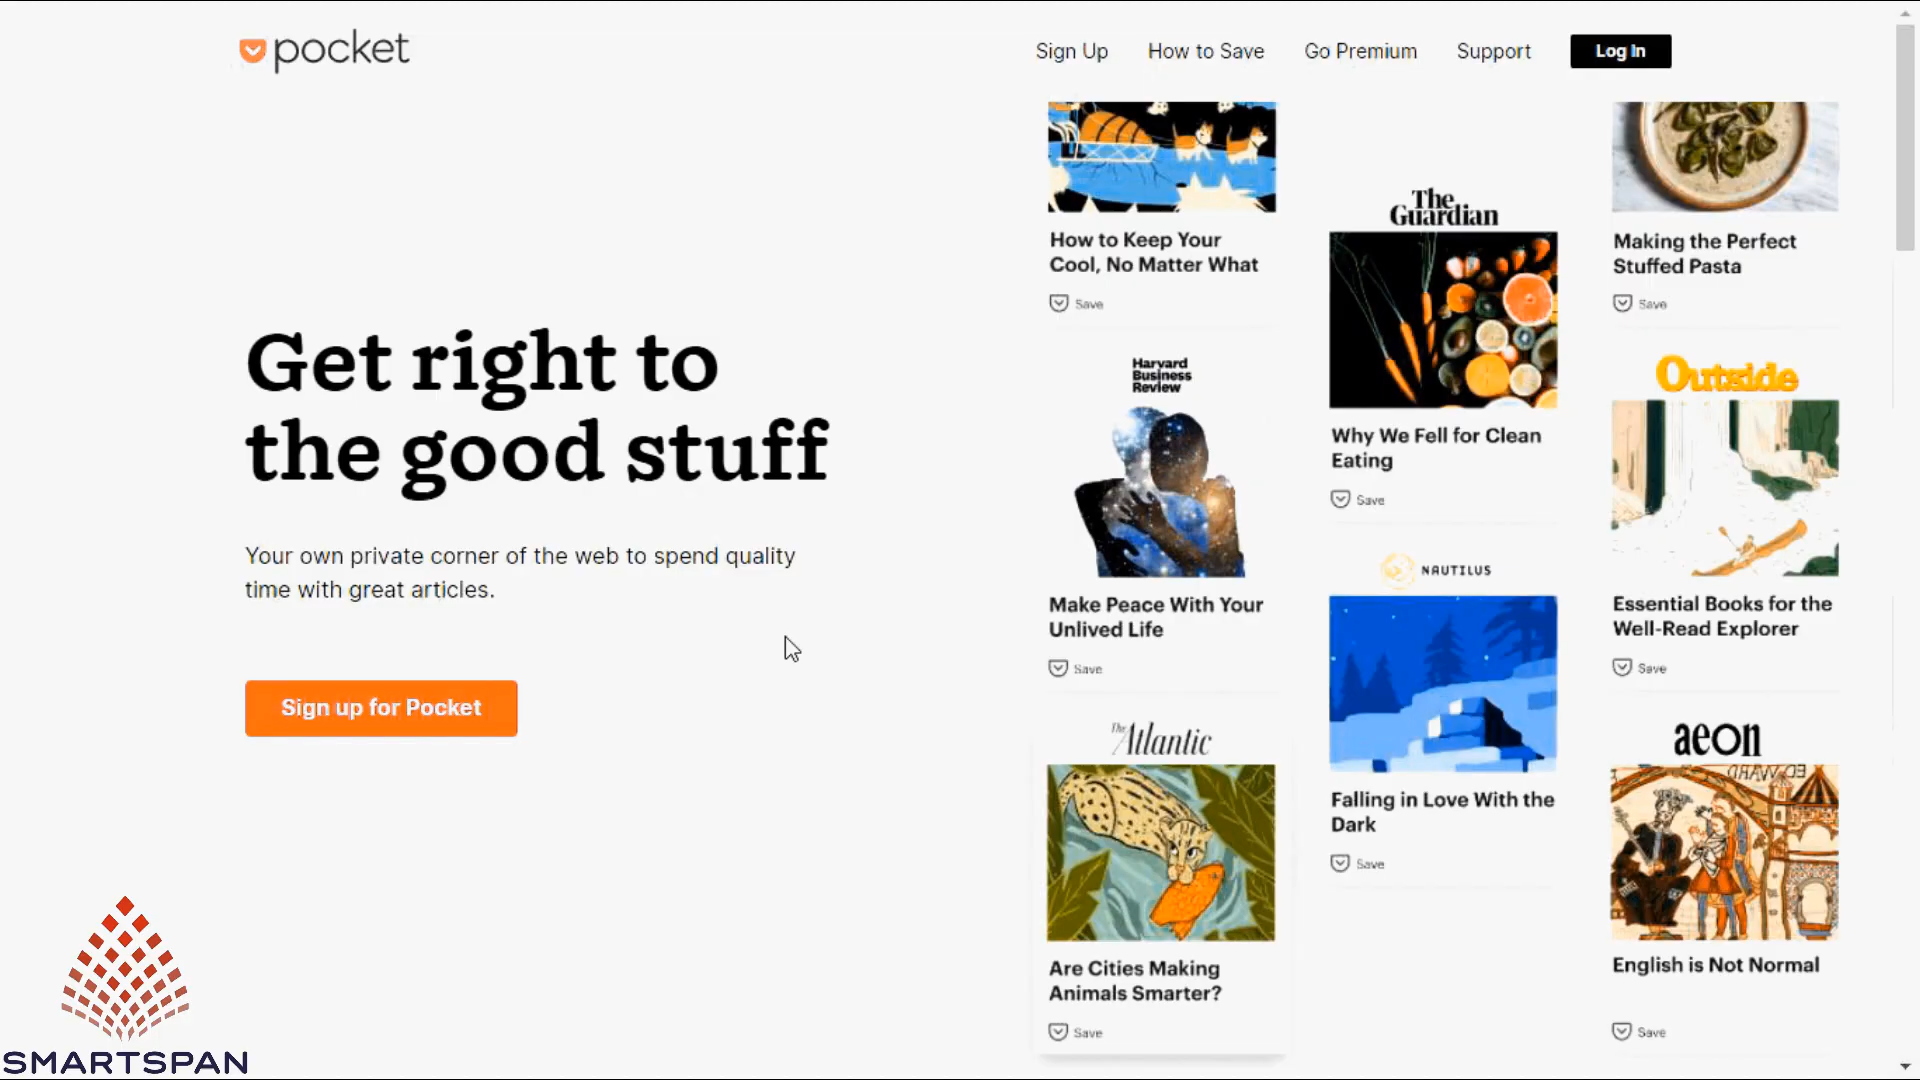 pocket
Sign Up
How to Save
Go Premium
Support
Log In
Get right to
the good stuff
Your own private corner of the web to spend quality
time with great articles.
Sign up for Pocket
How to Keep Your
Cool, No Matter What
Save
Harvard
Business
Review
Make Peace With Your
Unlived Life
Save
The Atlantic
Are Cities Making
Animals Smarter?
Save
The
Guardian
Why We Fell for Clean
Eating
Save
NAUTILUS
Falling in Love With the
Dark
Save
Making the Perfect
Stuffed Pasta
Save
Outside
Essential Books for the
Well-Read Explorer
Save
aeon
English is Not Normal
Save
SMARTSPAN